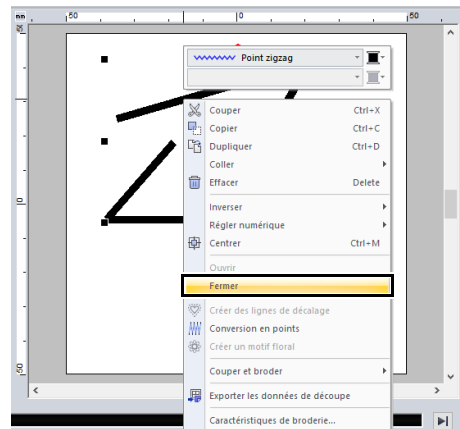 mm 50 0 50
Point zigzag
Couper Ctrl+X
Copier Ctrl+C
Dupliquer Ctrl+D
Coller
Effacer Delete
Inverser
Régler numérique
0
Centrer Ctrl+M
Ouvrir
Fermer
Créer des lignes de décalage
Conversion en points
Créer un motif floral
50
Couper et broder
Exporter les données de découpe
Caractéristiques de broderie...